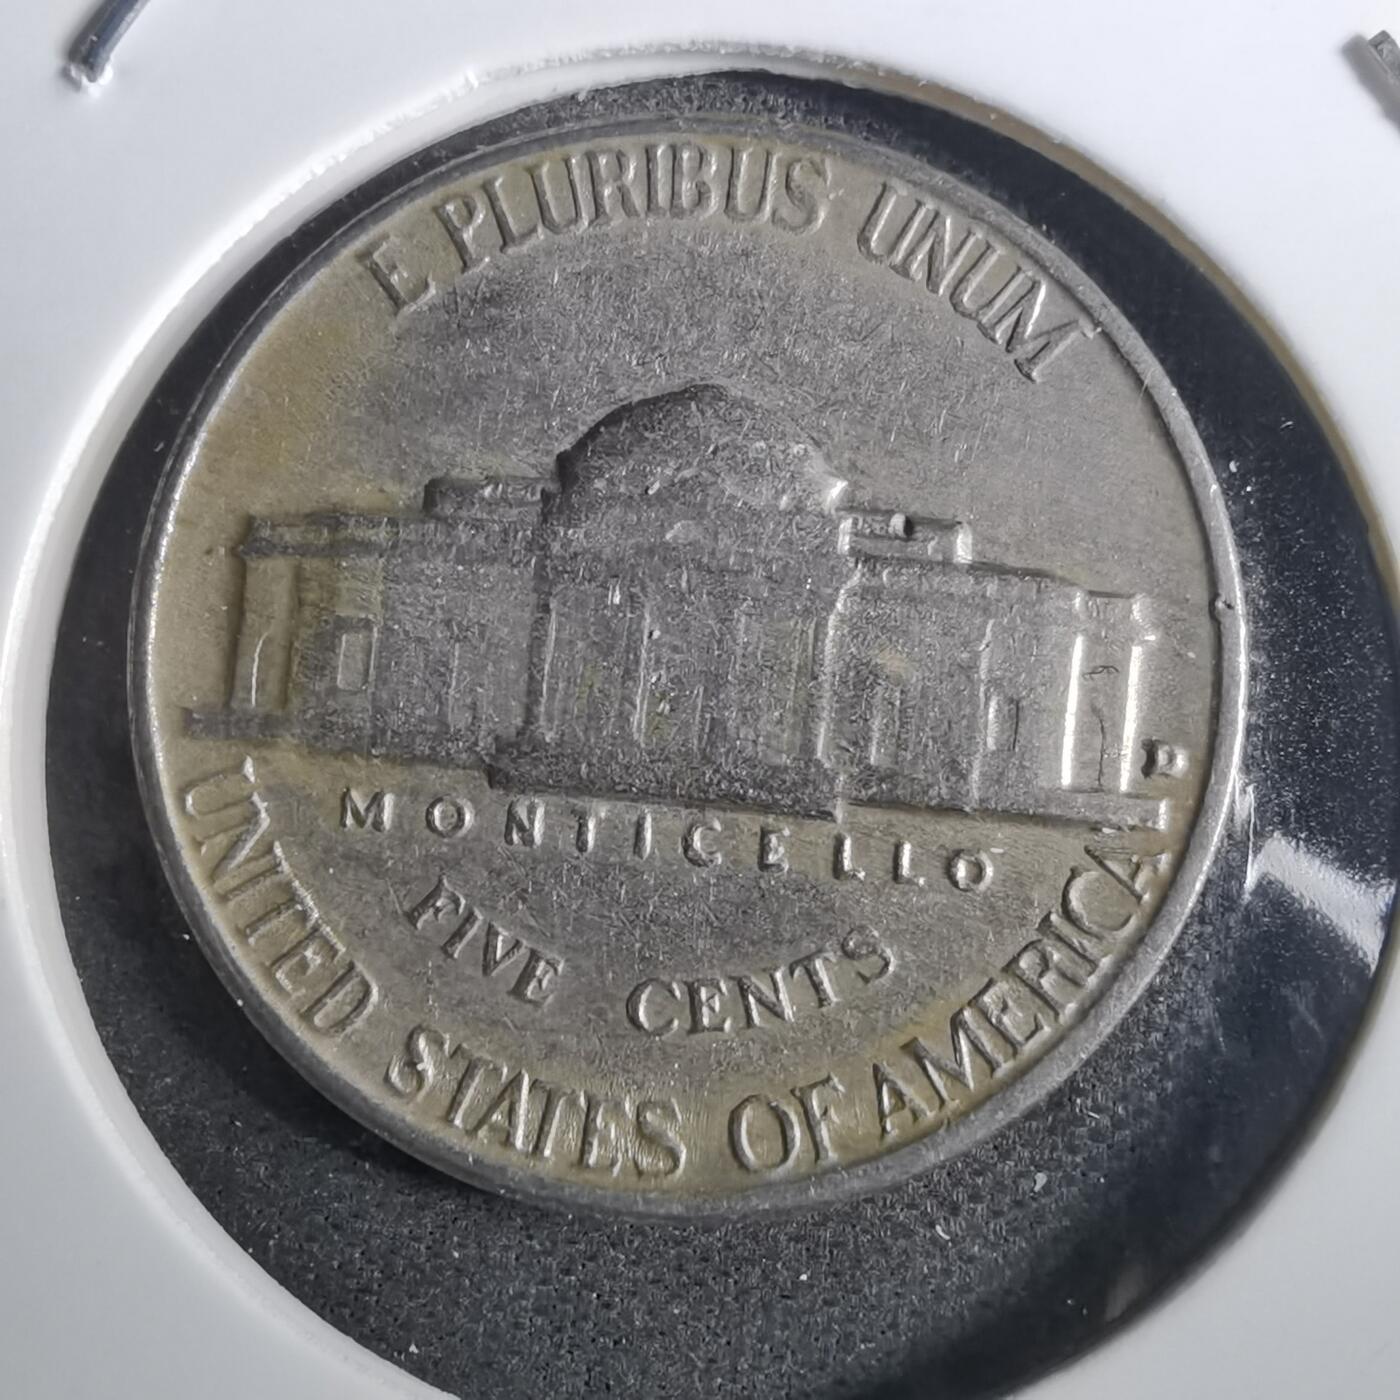 E PLURIBUS UNUM
D
MONTICELLO
FIVE CENTS
UNITED STATES OF AMERICA